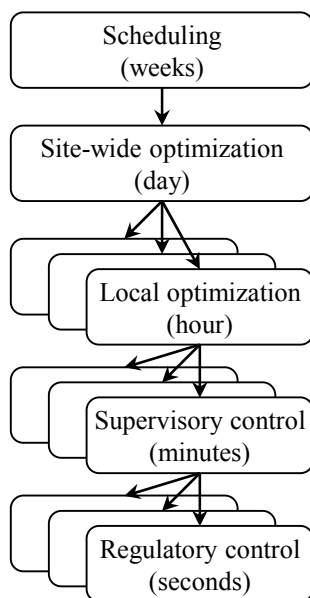 Scheduling
(weeks)
Site-wide optimization
(day)
Local optimization
(hour)
Supervisory control
(minutes)
Regulatory control
(seconds)